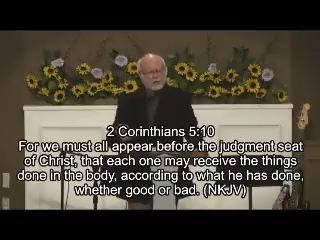 2 Corinthians 5:10
For we must all appear before the judgment seat
of Christ, that each one may receive the things
done in the body, according to what he has done,
whether good or bad. (NKJV)